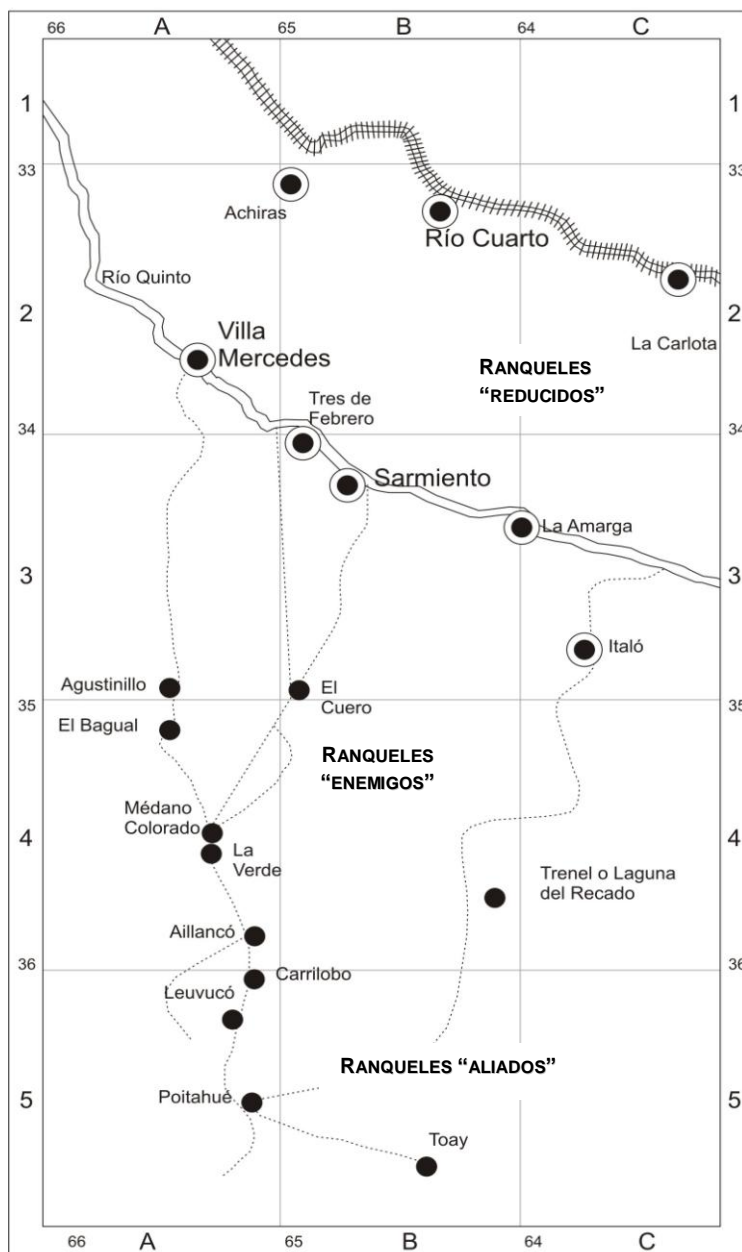 66 A 65 B 64 C
1 1
33 33
Achiras
Río Cuarto
Río Quinto
2 2
Villa
Mercedes
La Carlota
RANQUELES
“REDUCIDOS”
Tres de
Febrero
34 34
Sarmiento
La Amarga
3 3
Italó
Agustinillo
El
Cuero
35 35
El Bagual
RANQUELES
“ENEMIGOS”
Médano
Colorado
4 4
La
Verde
Trenel o Laguna
del Recado
Aillancó
36 36
Carrilobo
Leuvucó
RANQUELES “ALIADOS”
Poitahué
5 5
Toay
66 A 65 B 64 C